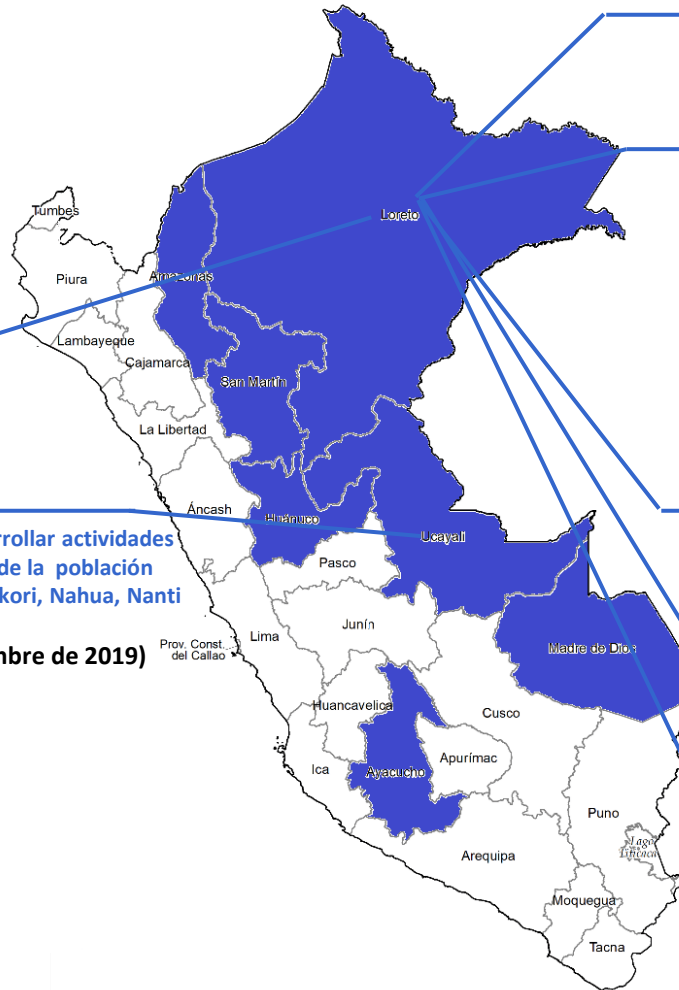 Loreto
Tumbes
Piura
Amazonas
Lambayeque
Cajamarca
San Martín
La Libertad
Áncash
Huánuco
Ucayali
rrollar actividades
de la población
kori, Nahua, Nanti
mbre de 2019)
Pasco
Junín
Lima
Prov. Const.
del Callao
Madre de Dios
Huancavelica
Cusco
Ica
Ayacucho
Apurímac
Puno
Lago
Titicaca
Arequipa
Moquegua
Tacna